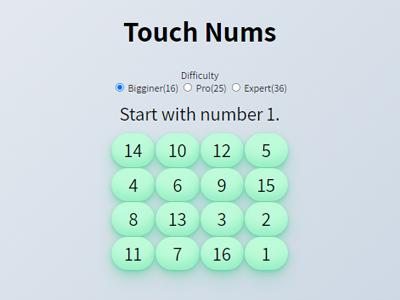 Touch Nums
Difficulty
Bigginer(16) Pro(25) Expert(36)
Start with number 1.
14 10 12 5
4 6 9 15
8 13 3 2
11 7 16 1